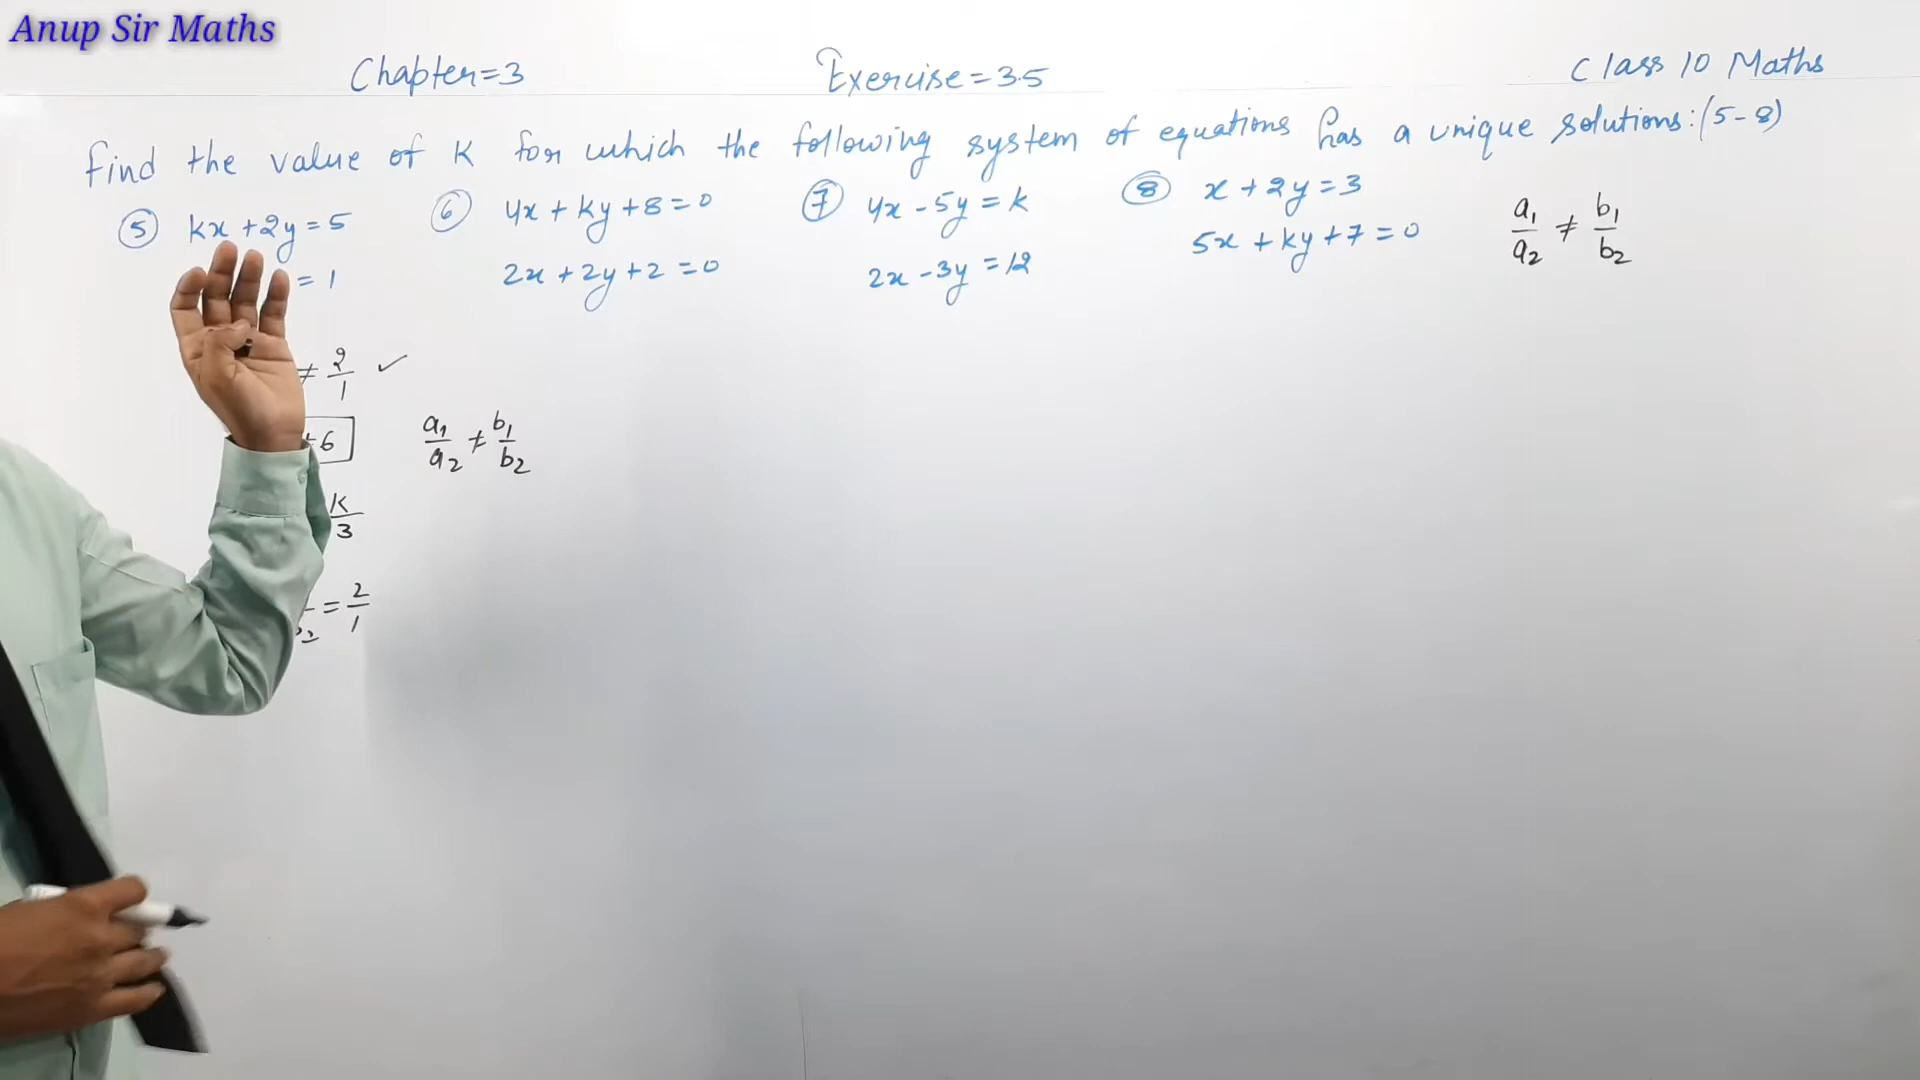 Anup Sir Maths
Chapter=3 Exercise=3.5 Class 10 Maths
find the value of K for which the following system of equations has a unique solutions:(5-8)
⑤ kx+2y=5 ⑥ 4x+ky+8=0 ⑦ 4x-5y=k ⑧ x+2y=3
=1 2x+2y+2=0 2x-3y=12 5x+ky+7=0
a₁/a₂ ≠ b₁/b₂
≠ 2/1 ✓
6
a₁/a₂ ≠ b₁/b₂
K/3
= 2/1